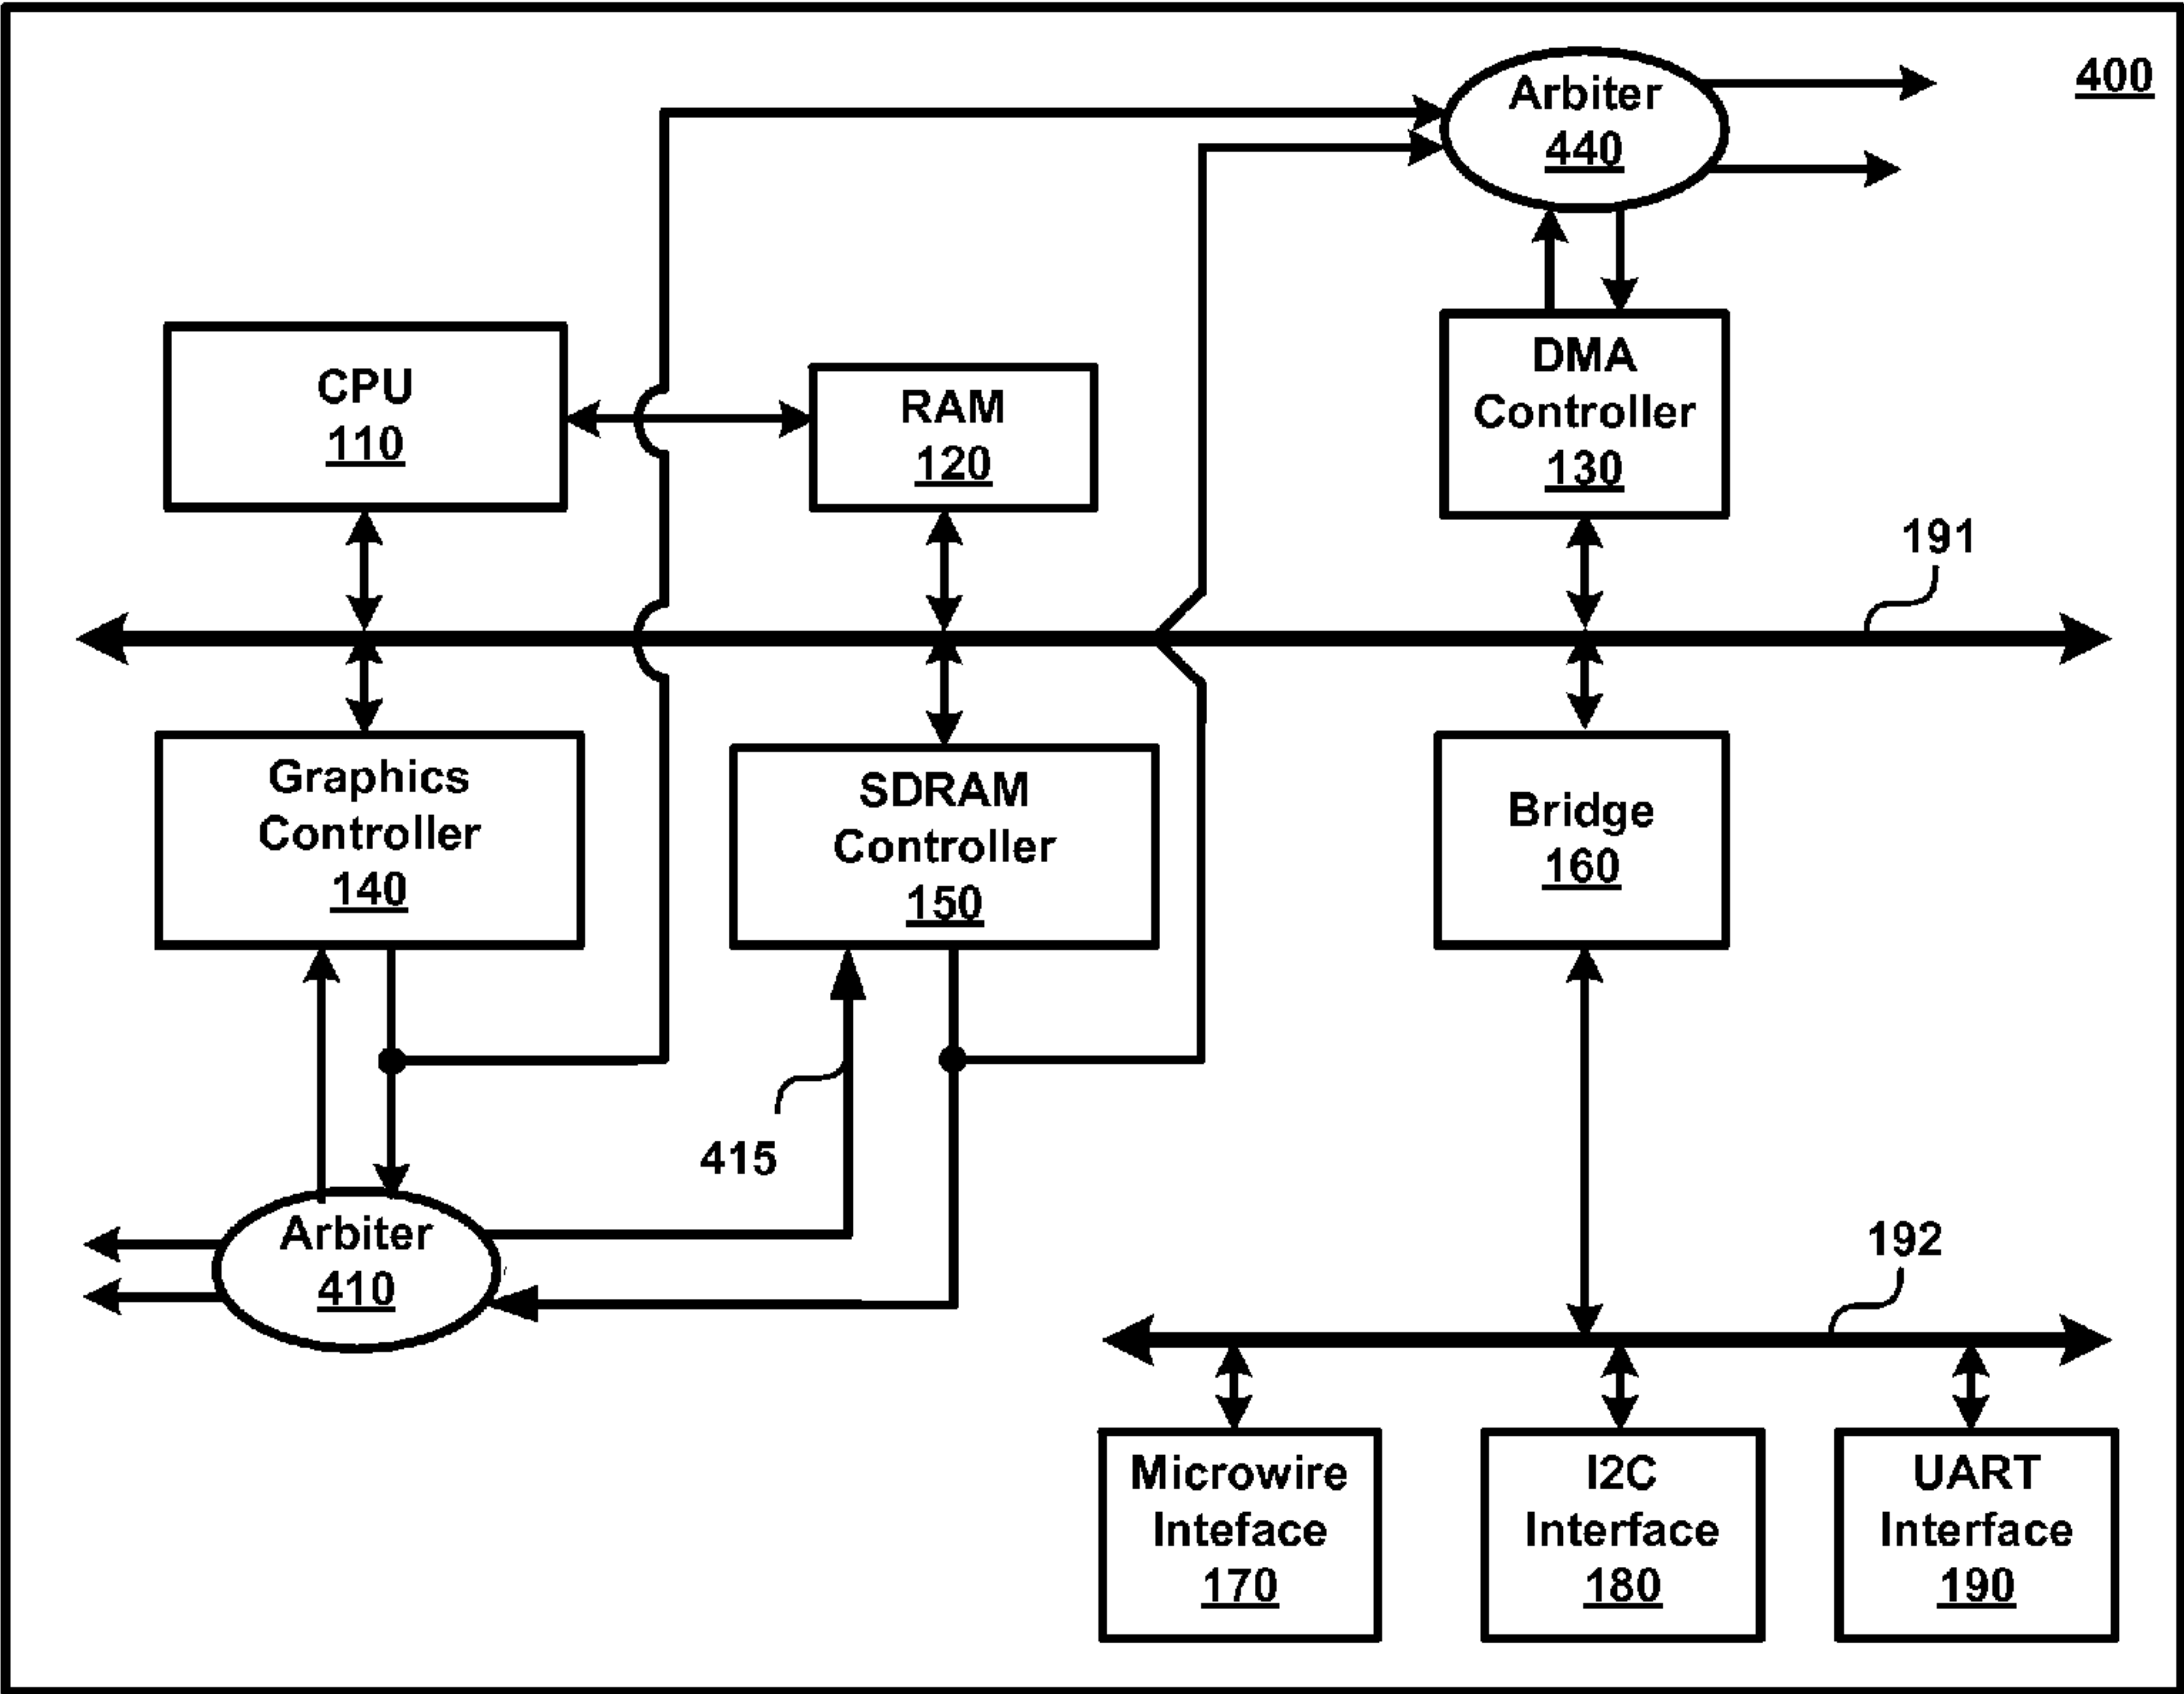 400
Arbiter
440
CPU
110
RAM
120
DMA
Controller
130
191
Graphics
Controller
140
SDRAM
Controller
150
Bridge
160
415
Arbiter
410
192
Microwire
Inteface
170
I2C
Interface
180
UART
Interface
190